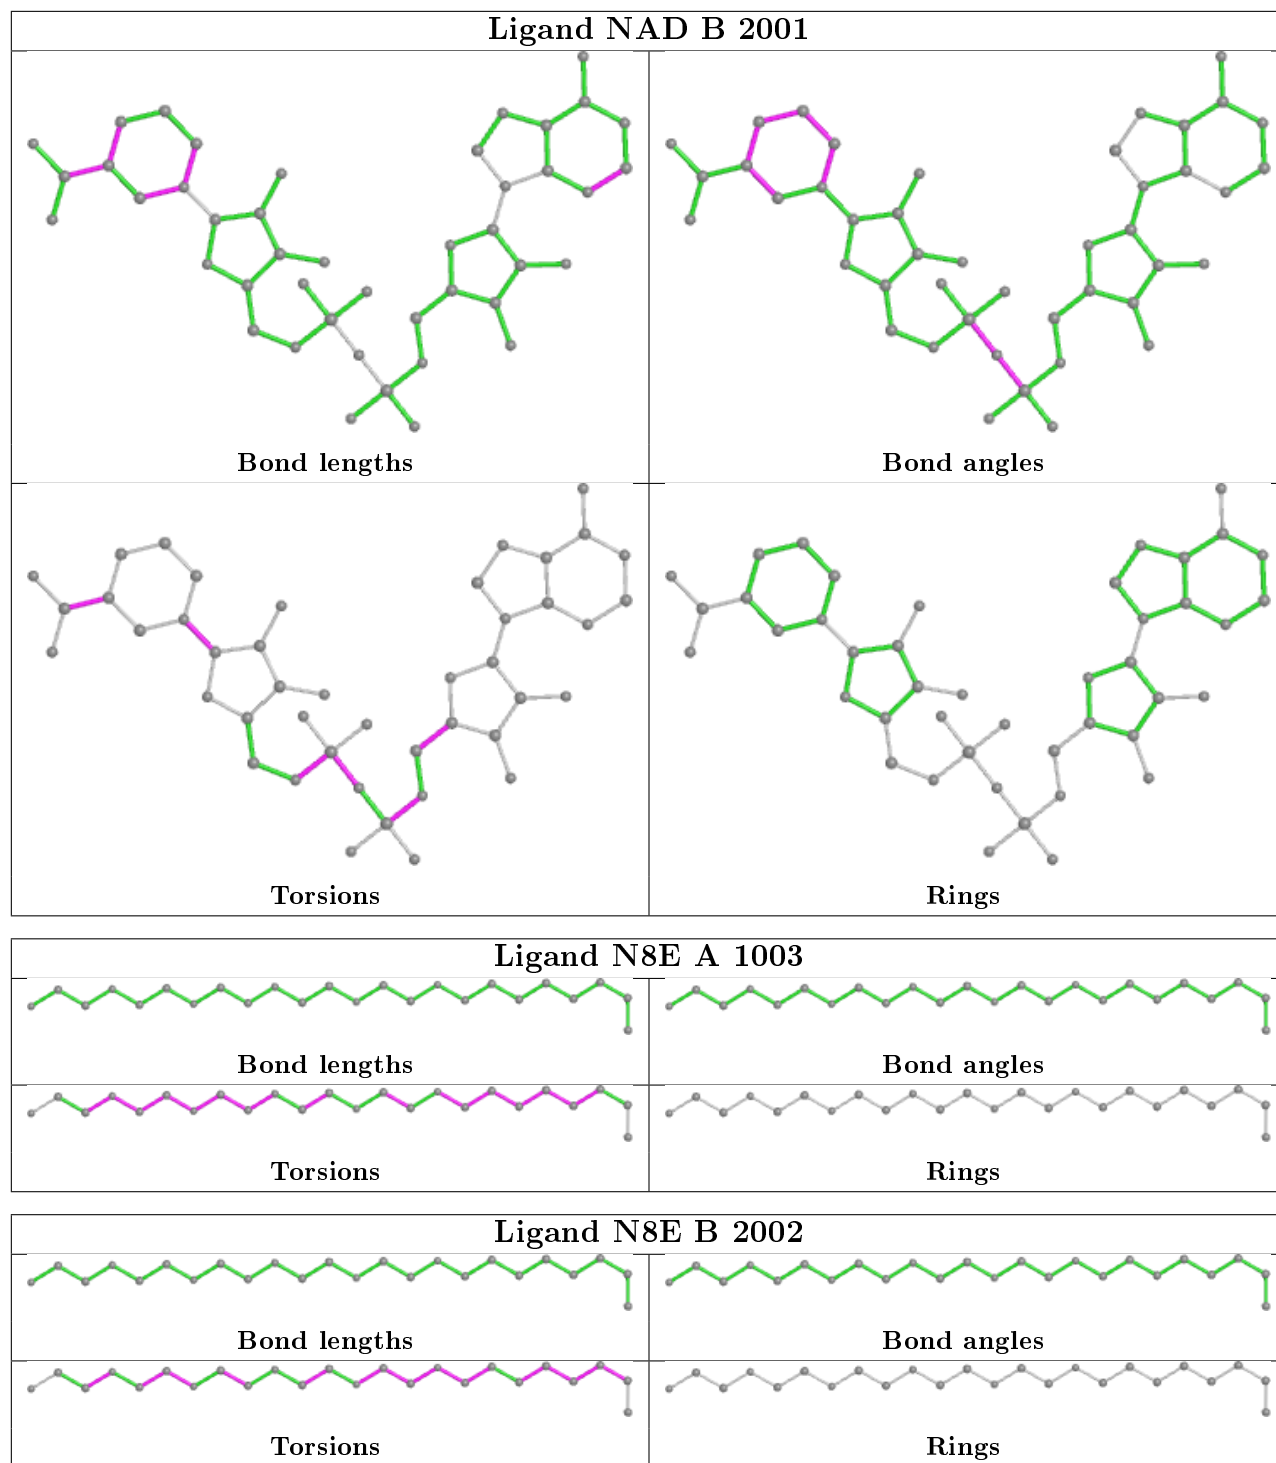 Ligand NAD B 2001
Bond lengths
Bond angles
Torsions
Rings
Ligand N8E A 1003
Bond lengths
Bond angles
Torsions
Rings
Ligand N8E B 2002
Bond lengths
Bond angles
Torsions
Rings